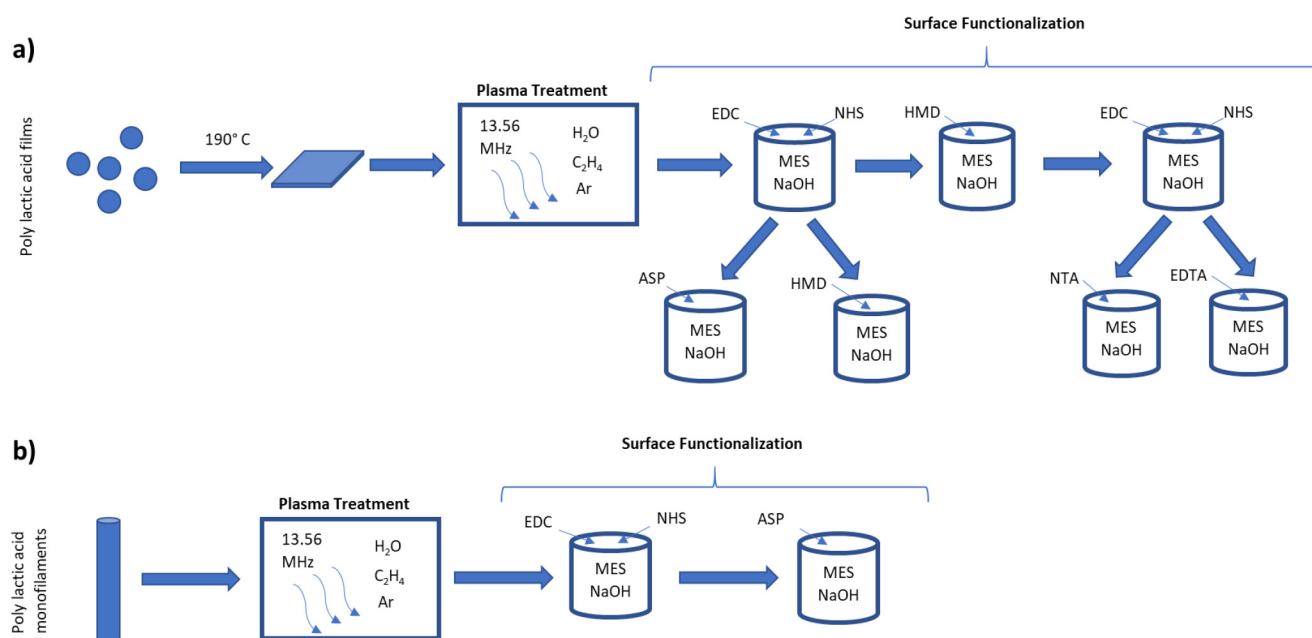 a)
Surface Functionalization
Poly lactic acid films
190° C
Plasma Treatment
13.56
MHz
H₂O
C₂H₄
Ar
EDC
NHS
MES
NaOH
HMD
MES
NaOH
EDC
NHS
MES
NaOH
ASP
MES
NaOH
HMD
MES
NaOH
NTA
MES
NaOH
EDTA
MES
NaOH
b)
Surface Functionalization
Poly lactic acid
monofilaments
Plasma Treatment
13.56
MHz
H₂O
C₂H₄
Ar
EDC
NHS
MES
NaOH
ASP
MES
NaOH